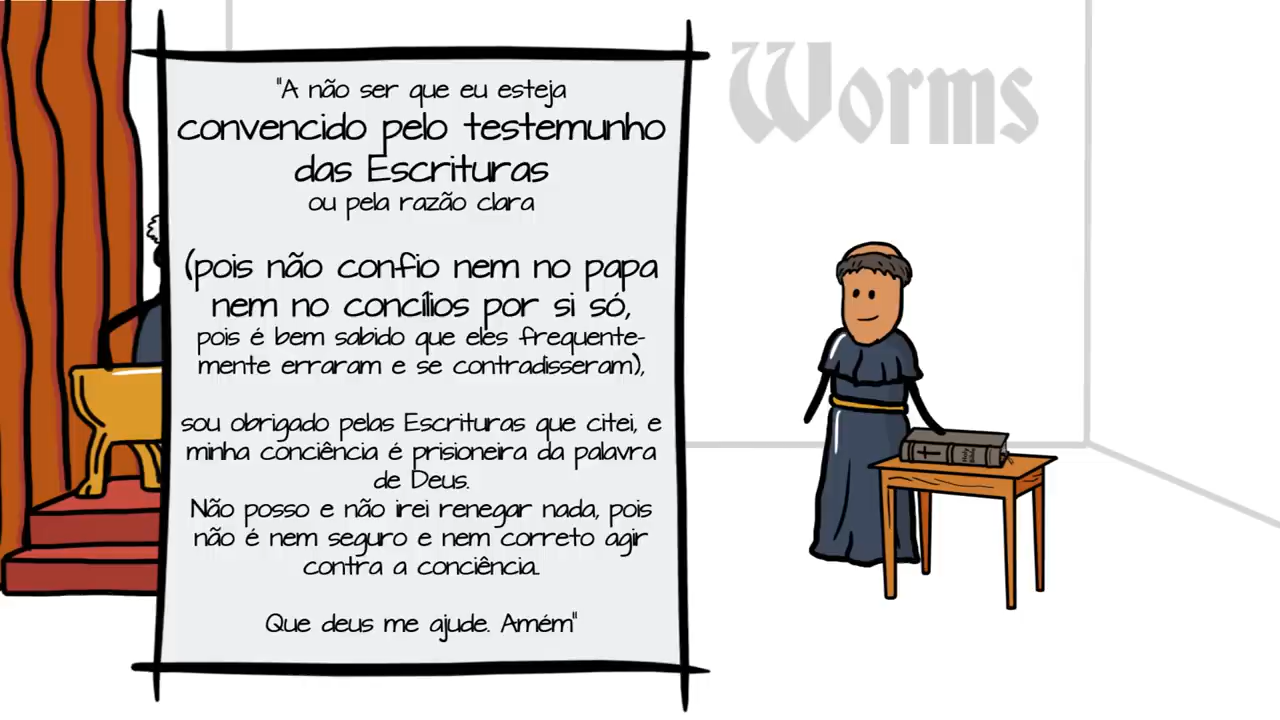 "A não ser que eu esteja
convencido pelo testemunho
das Escrituras
ou pela razão clara
(pois não confio nem no papa
nem no concílios por si só,
pois é bem sabido que eles frequente-
mente erraram e se contradisseram),
sou obrigado pelas Escrituras que citei, e
minha conciência é prisioneira da palavra
de Deus.
Não posso e não irei renegar nada, pois
não é nem seguro e nem correto agir
contra a conciência.
Que deus me ajude. Amém"
Worms
Holy
Bible